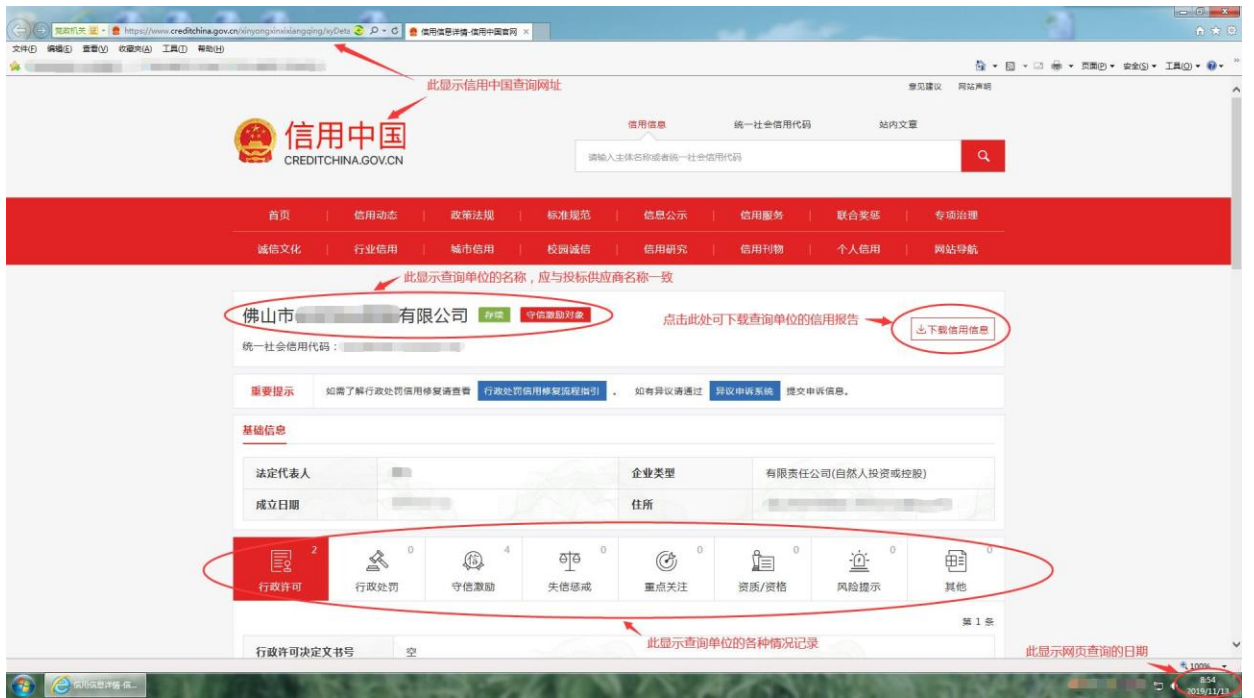 党政机关
https://www.creditchina.gov.cn/xinyongxinxixiangqing/xyDeta
信用信息详情-信用中国官网 ×
文件(F) 编辑(E) 查看(V) 收藏夹(A) 工具(T) 帮助(H)
页面(P) 安全(S) 工具(O)
此显示信用中国查询网址
意见建议 网站声明
信用中国
CREDITCHINA.GOV.CN
信用信息 统一社会信用代码 站内文章
请输入主体名称或者统一社会信用代码
首页 | 信用动态 | 政策法规 | 标准规范 | 信息公示 | 信用服务 | 联合奖惩 | 专项治理
诚信文化 | 行业信用 | 城市信用 | 校园诚信 | 信用研究 | 信用刊物 | 个人信用 | 网站导航
此显示查询单位的名称，应与投标供应商名称一致
佛山市 有限公司 存续 守信激励对象
点击此处可下载查询单位的信用报告
下载信用信息
统一社会信用代码：
重要提示 如需了解行政处罚信用修复请查看 行政处罚信用修复流程指引 。 如有异议请通过 异议申诉系统 提交申诉信息。
基础信息
法定代表人 企业类型 有限责任公司(自然人投资或控股)
成立日期 住所
2 0 4 0 0 0 0 0
行政许可 行政处罚 守信激励 失信惩戒 重点关注 资质/资格 风险提示 其他
第 1 条
此显示查询单位的各种情况记录
行政许可决定文书号 空
此显示网页查询的日期
100%
信用信息详情-信...
8:54
2019/11/13